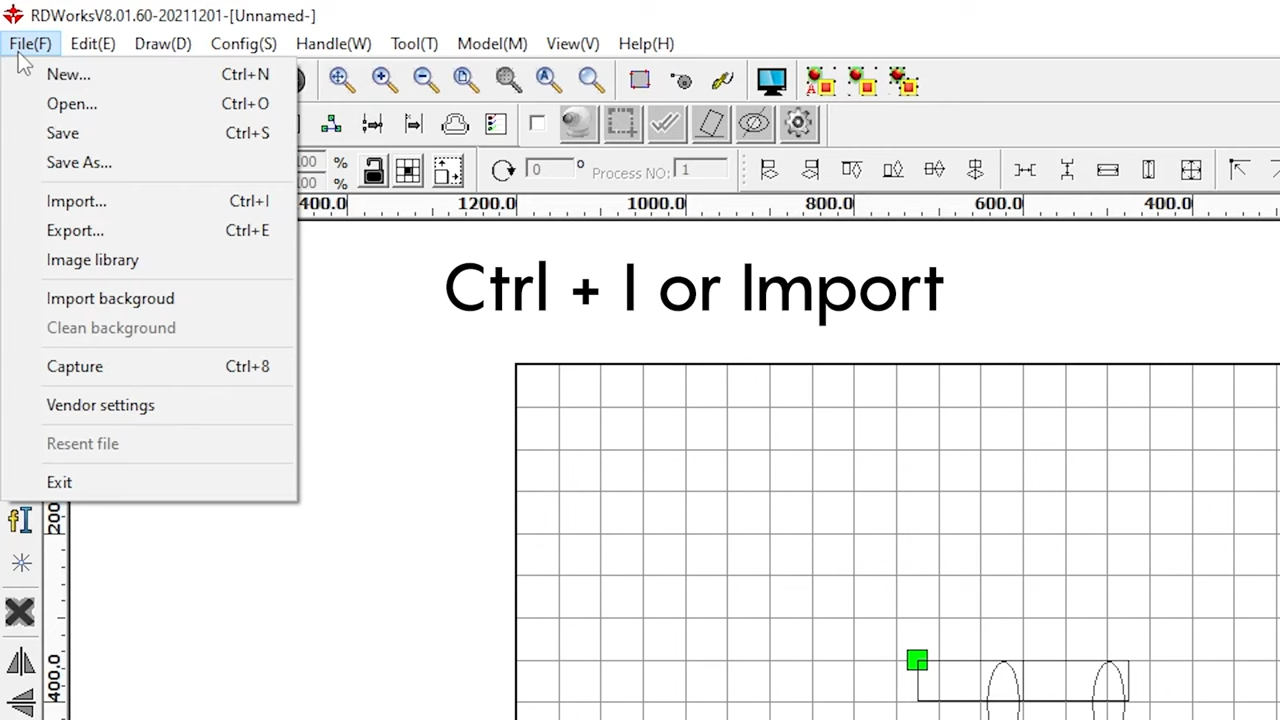 RDWorksV8.01.60-20211201-[Unnamed-]
File(F) Edit(E) Draw(D) Config(S) Handle(W) Tool(T) Model(M) View(V) Help(H)
New... Ctrl+N
Open... Ctrl+O
Save Ctrl+S
Save As...
100 %
100 %
0 ° Process NO: 1
Import... Ctrl+I
400.0 1200.0 1000.0 800.0 600.0 400.0
Export... Ctrl+E
Image library
Ctrl + I or Import
Import backgroud
Clean background
Capture Ctrl+8
Vendor settings
Resent file
Exit
200
400.0